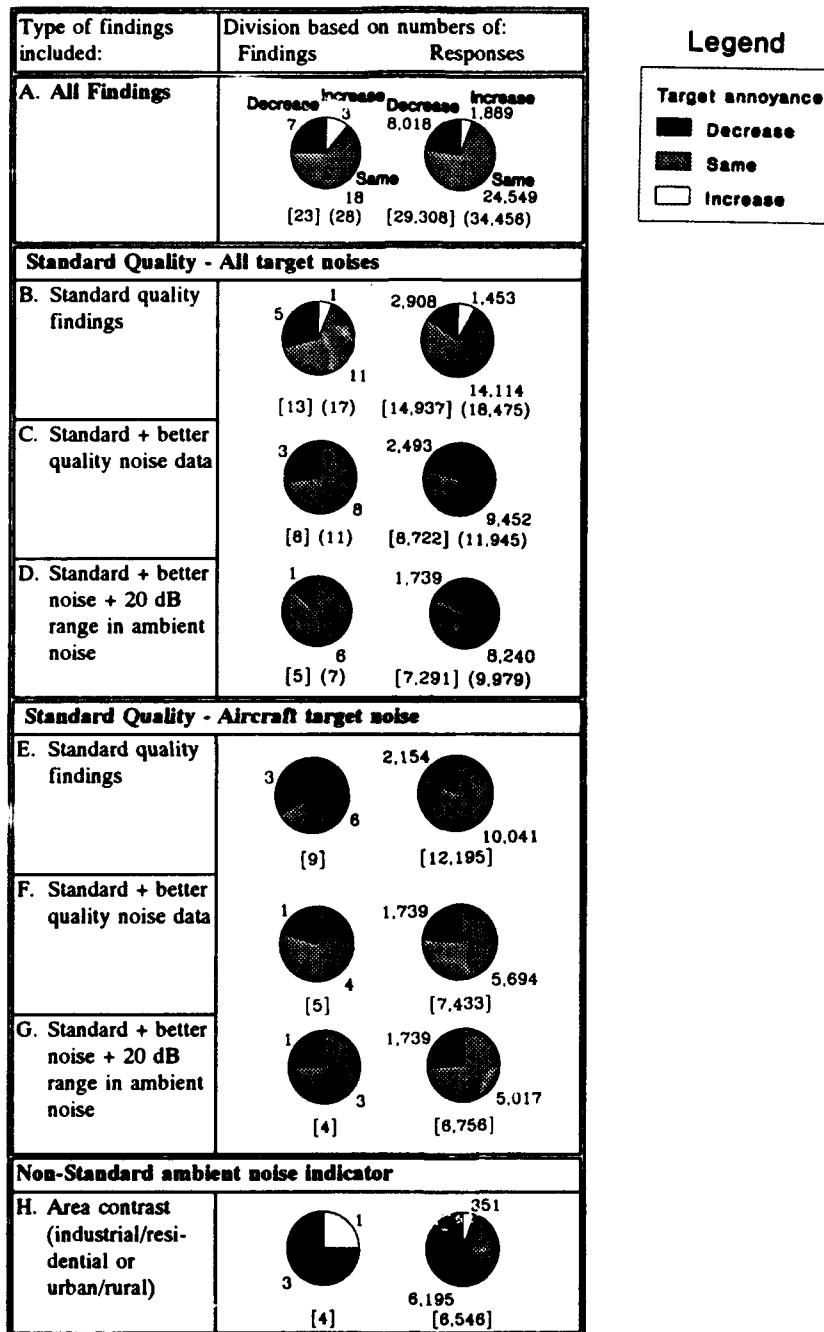 Type of findings included:
Division based on numbers of:
Findings Responses
Legend
Target annoyance
Decrease
Same
Increase
A. All Findings
Decrease Increase Decrease Increase
7 3 8,018 1,889
Same Same
18 24,549
[23] (28) [29,308] (34,456)
Standard Quality - All target noises
B. Standard quality
findings
5 1 2,908 1,453
11 14,114
[13] (17) [14,937] (18,475)
C. Standard + better
quality noise data
3 2,493
8 9,452
[8] (11) [8,722] (11,945)
D. Standard + better
noise + 20 dB
range in ambient
noise
1 1,739
6 8,240
[5] (7) [7,291] (9,979)
Standard Quality - Aircraft target noise
E. Standard quality
findings
3 2,154
6 10,041
[9] [12,195]
F. Standard + better
quality noise data
1 1,739
4 5,694
[5] [7,433]
G. Standard + better
noise + 20 dB
range in ambient
noise
1 1,739
3 5,017
[4] [6,756]
Non-Standard ambient noise indicator
H. Area contrast
(industrial/resi-
dential or
urban/rural)
1 351
3 6,195
[4] [6,546]